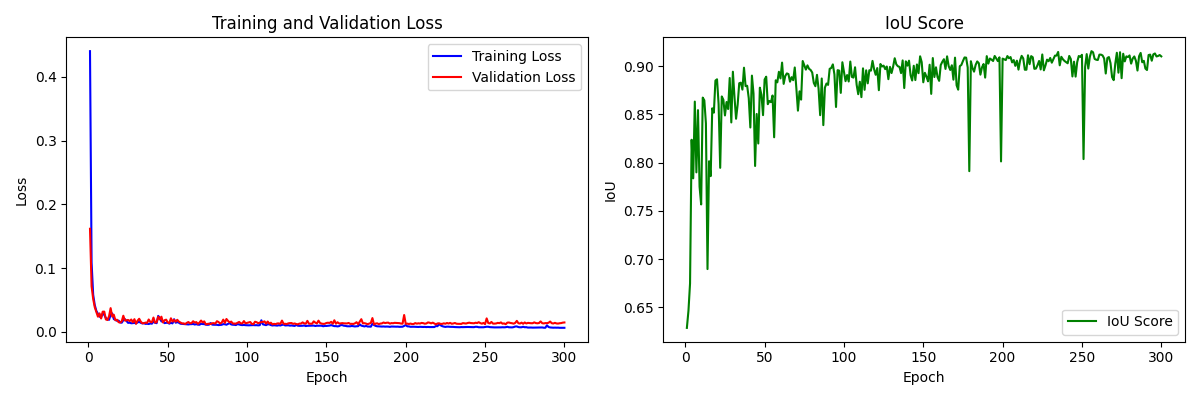 Training and Validation Loss
Training Loss
Validation Loss
0.4
0.3
0.2
0.1
0.0
Loss
0 50 100 150 200 250 300
Epoch
IoU Score
0.90
0.85
0.80
0.75
0.70
0.65
IoU
IoU Score
0 50 100 150 200 250 300
Epoch